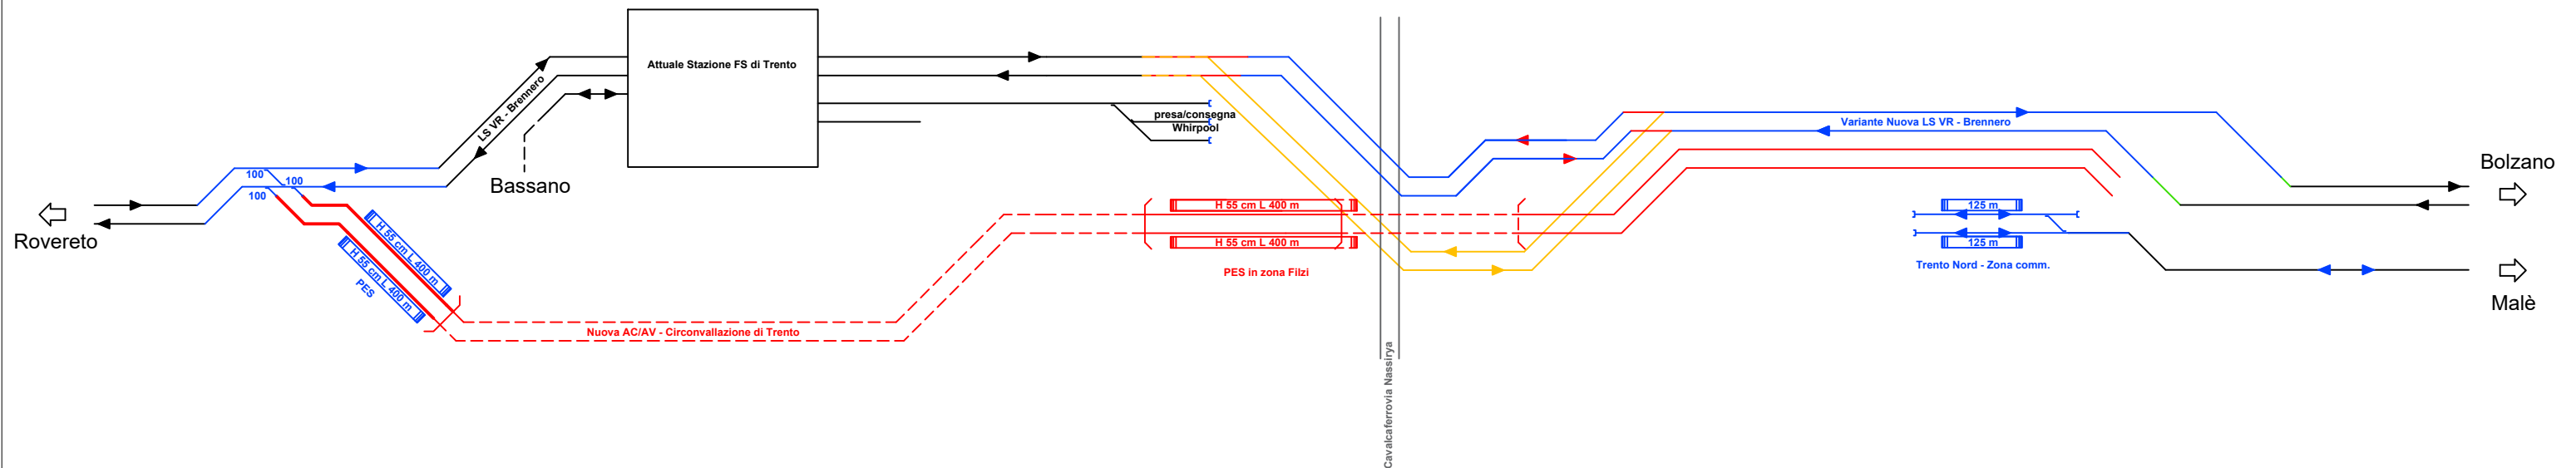 Attuale Stazione FS di Trento
LS VR - Brennero
presa/consegna
Whirpool
Variante Nuova LS VR - Brennero
Bolzano
100
100
100
Bassano
Rovereto
H 55 cm L 400 m
H 55 cm L 400 m
PES
H 55 cm L 400 m
H 55 cm L 400 m
PES in zona Filzi
125 m
125 m
Trento Nord - Zona comm.
Malè
Nuova AC/AV - Circonvallazione di Trento
Cavalcaferrovia Nassirya